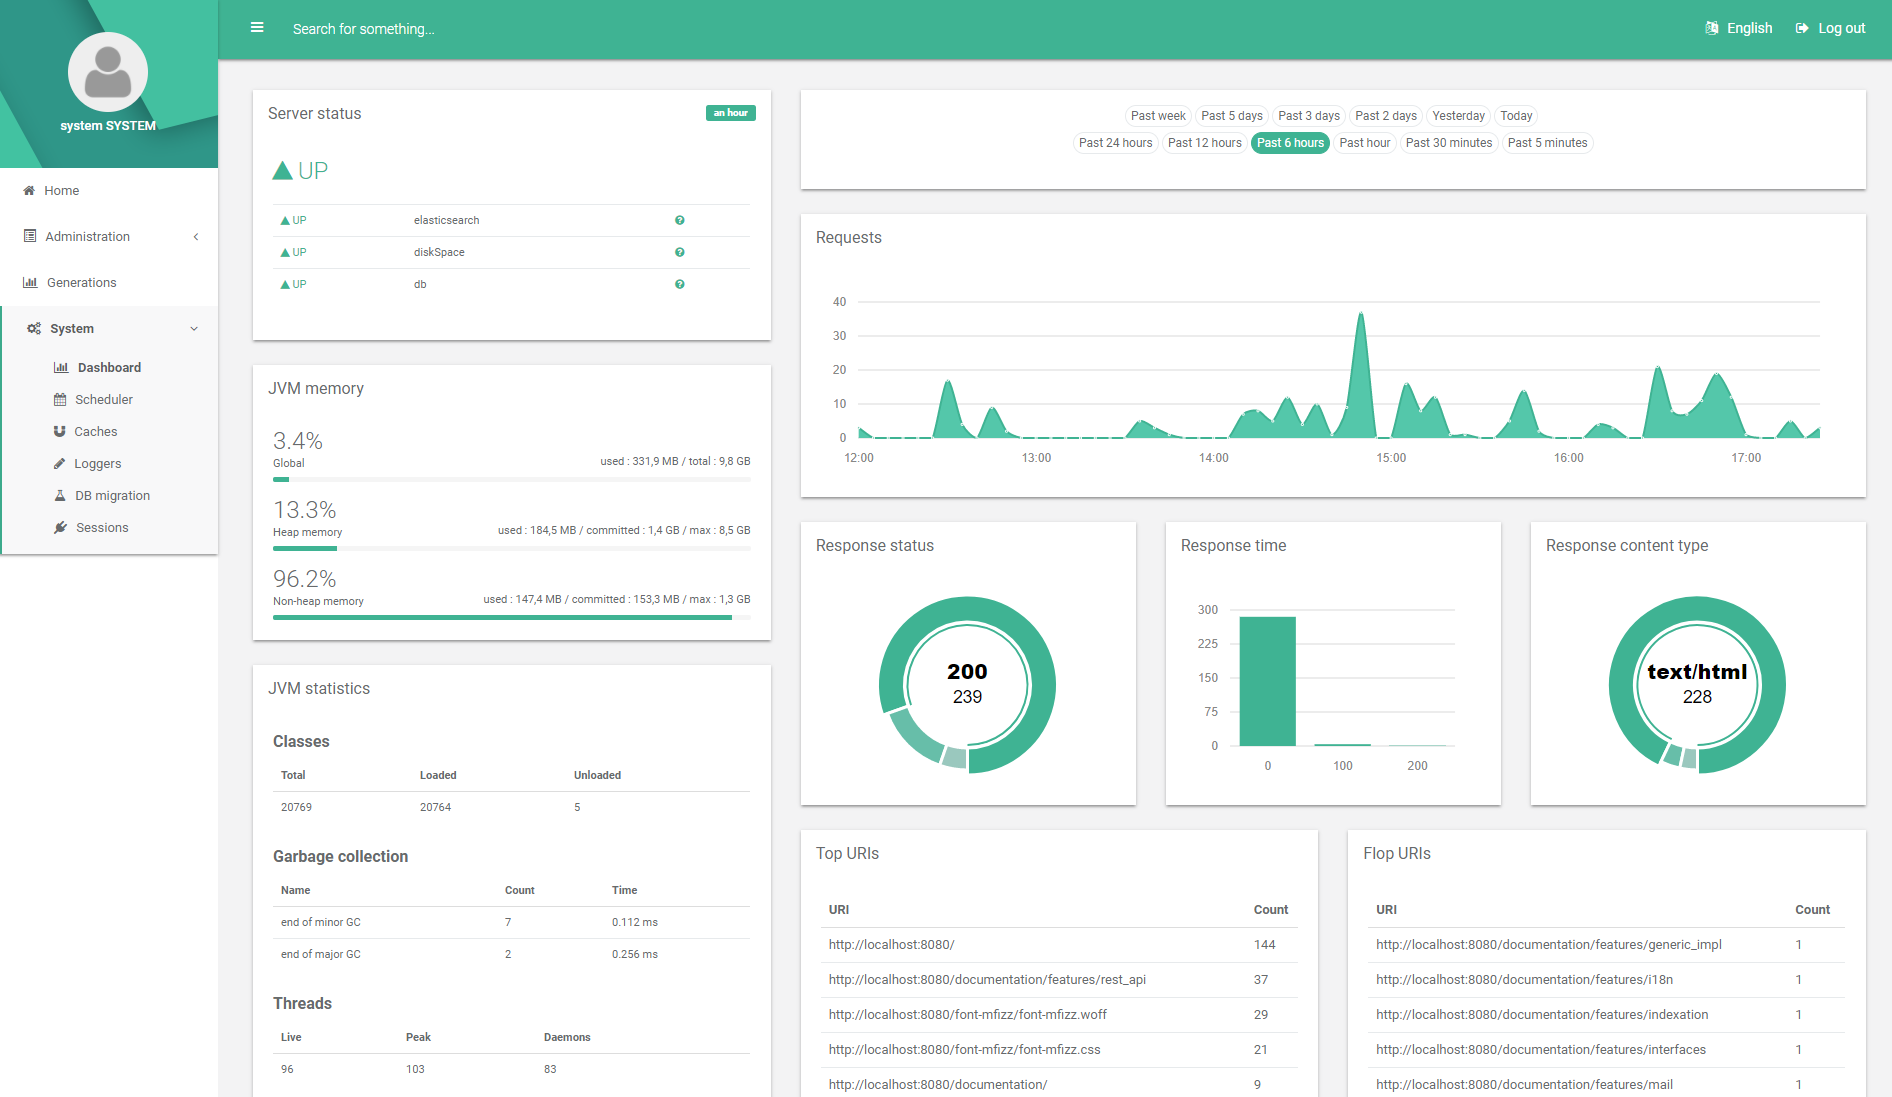 system SYSTEM
Home
Administration
Generations
System
Dashboard
Scheduler
Caches
Loggers
DB migration
Sessions
Search for something...
English
Log out
Server status
an hour
UP
UP elasticsearch
UP diskSpace
UP db
JVM memory
3.4%
Global used : 331,9 MB / total : 9,8 GB
13.3%
Heap memory used : 184,5 MB / committed : 1,4 GB / max : 8,5 GB
96.2%
Non-heap memory used : 147,4 MB / committed : 153,3 MB / max : 1,3 GB
JVM statistics
Classes
Total Loaded Unloaded
20769 20764 5
Garbage collection
Name Count Time
end of minor GC 7 0.112 ms
end of major GC 2 0.256 ms
Threads
Live Peak Daemons
96 103 83
Past week Past 5 days Past 3 days Past 2 days Yesterday Today
Past 24 hours Past 12 hours Past 6 hours Past hour Past 30 minutes Past 5 minutes
Requests
40
30
20
10
0
12:00 13:00 14:00 15:00 16:00 17:00
Response status
200
239
Response time
300
225
150
75
0
0 100 200
Response content type
text/html
228
Top URIs
URI Count
http://localhost:8080/ 144
http://localhost:8080/documentation/features/rest_api 37
http://localhost:8080/font-mfizz/font-mfizz.woff 29
http://localhost:8080/font-mfizz/font-mfizz.css 21
http://localhost:8080/documentation/ 9
Flop URIs
URI Count
http://localhost:8080/documentation/features/generic_impl 1
http://localhost:8080/documentation/features/i18n 1
http://localhost:8080/documentation/features/indexation 1
http://localhost:8080/documentation/features/interfaces 1
http://localhost:8080/documentation/features/mail 1